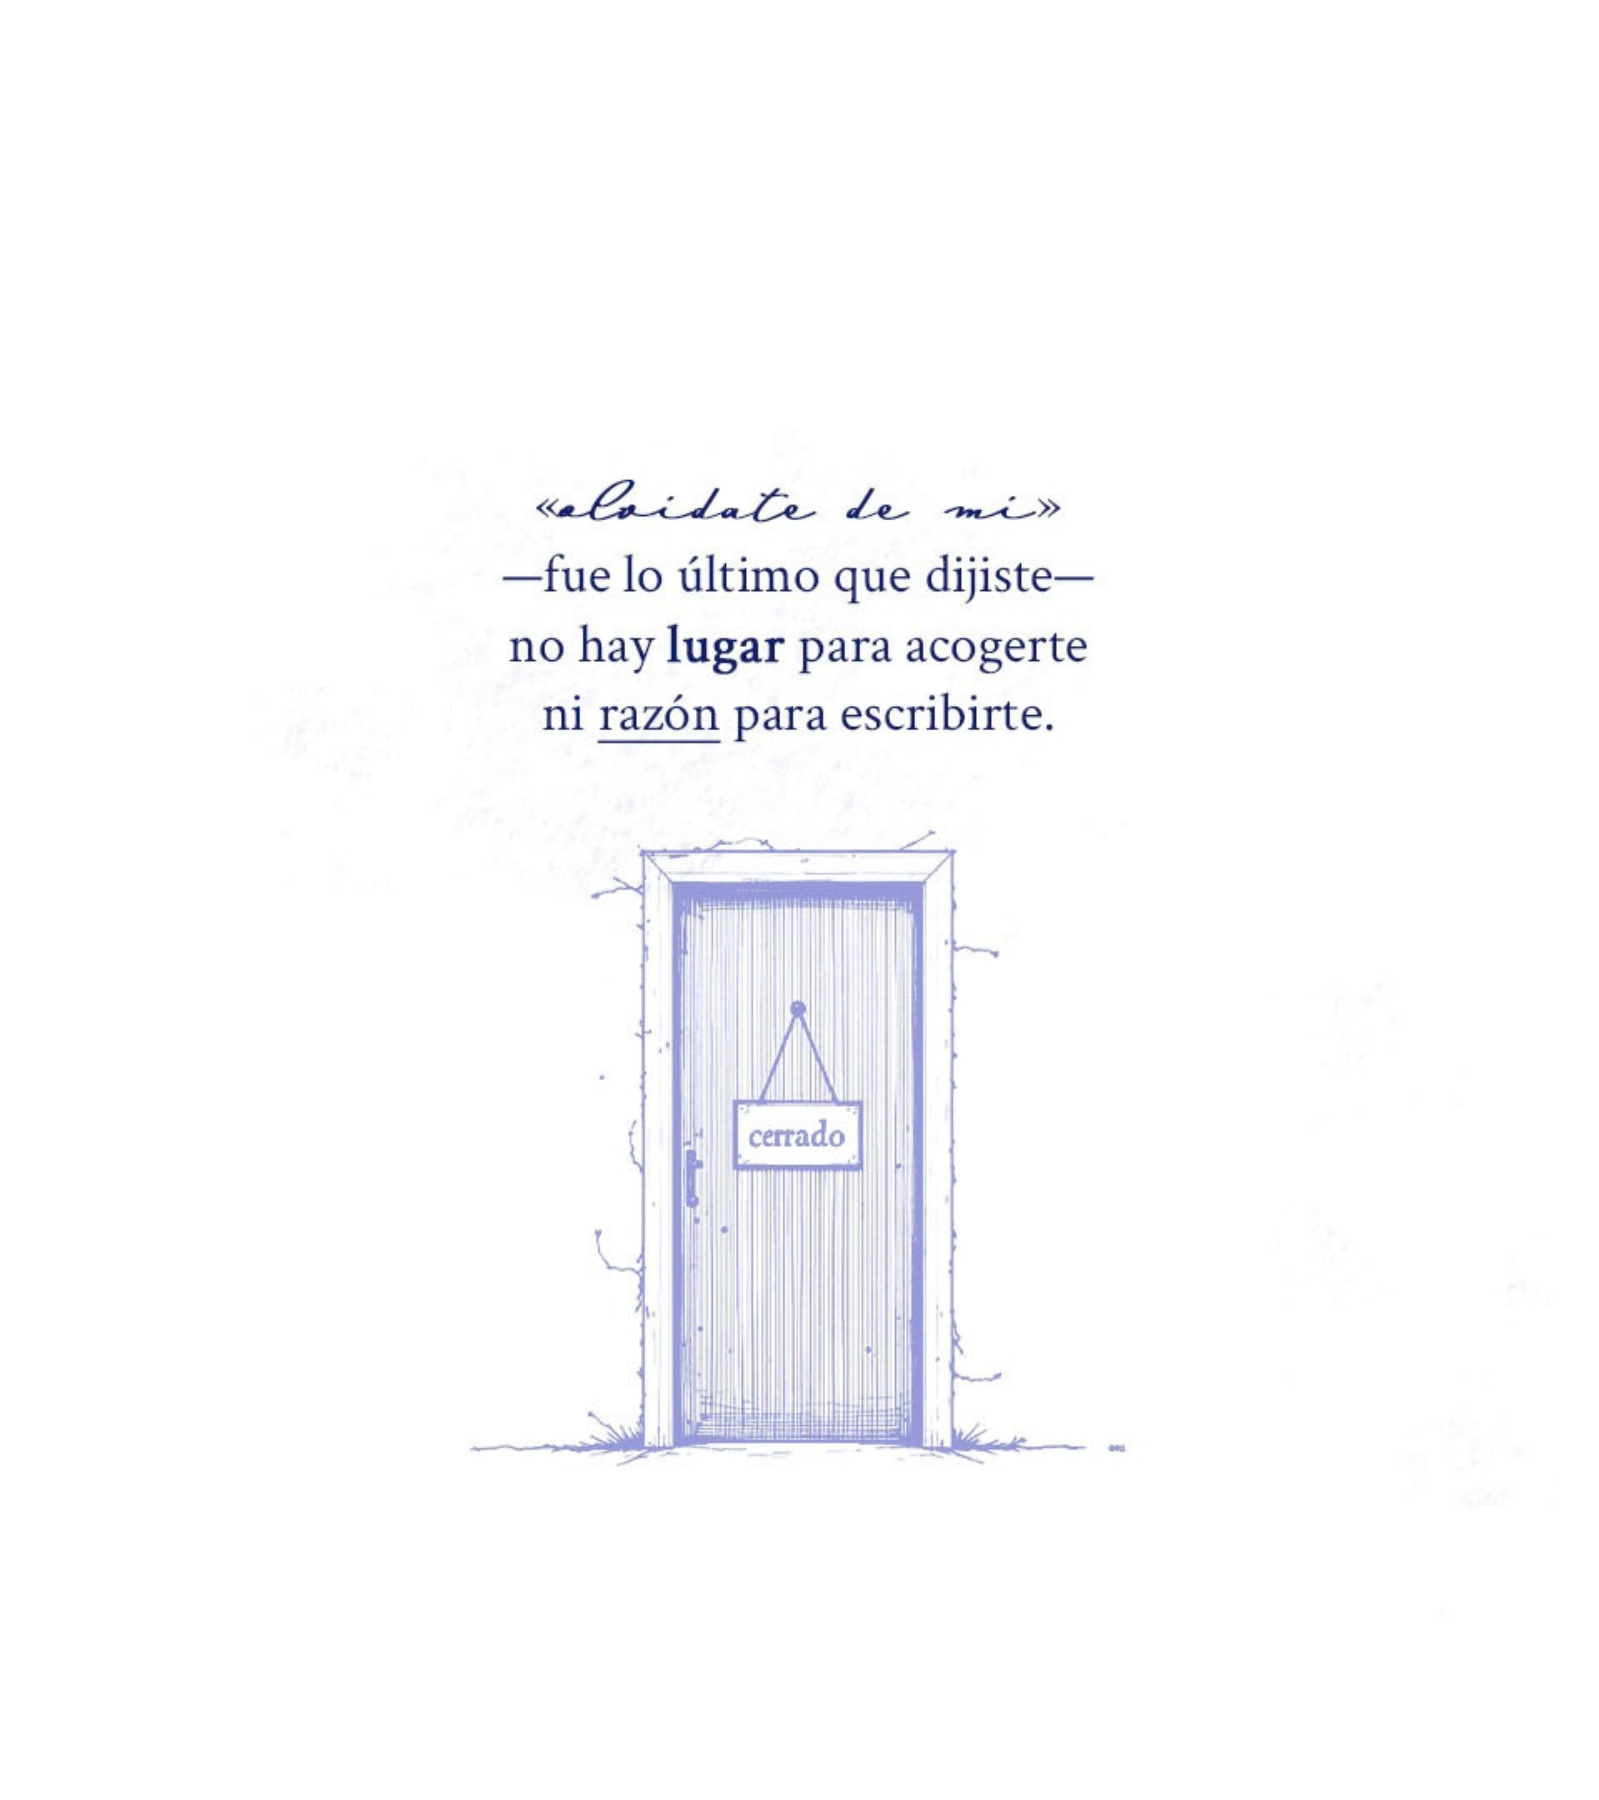 «olvidate de mi»
—fue lo último que dijiste—
no hay lugar para acogerte
ni razón para escribirte.
cerrado